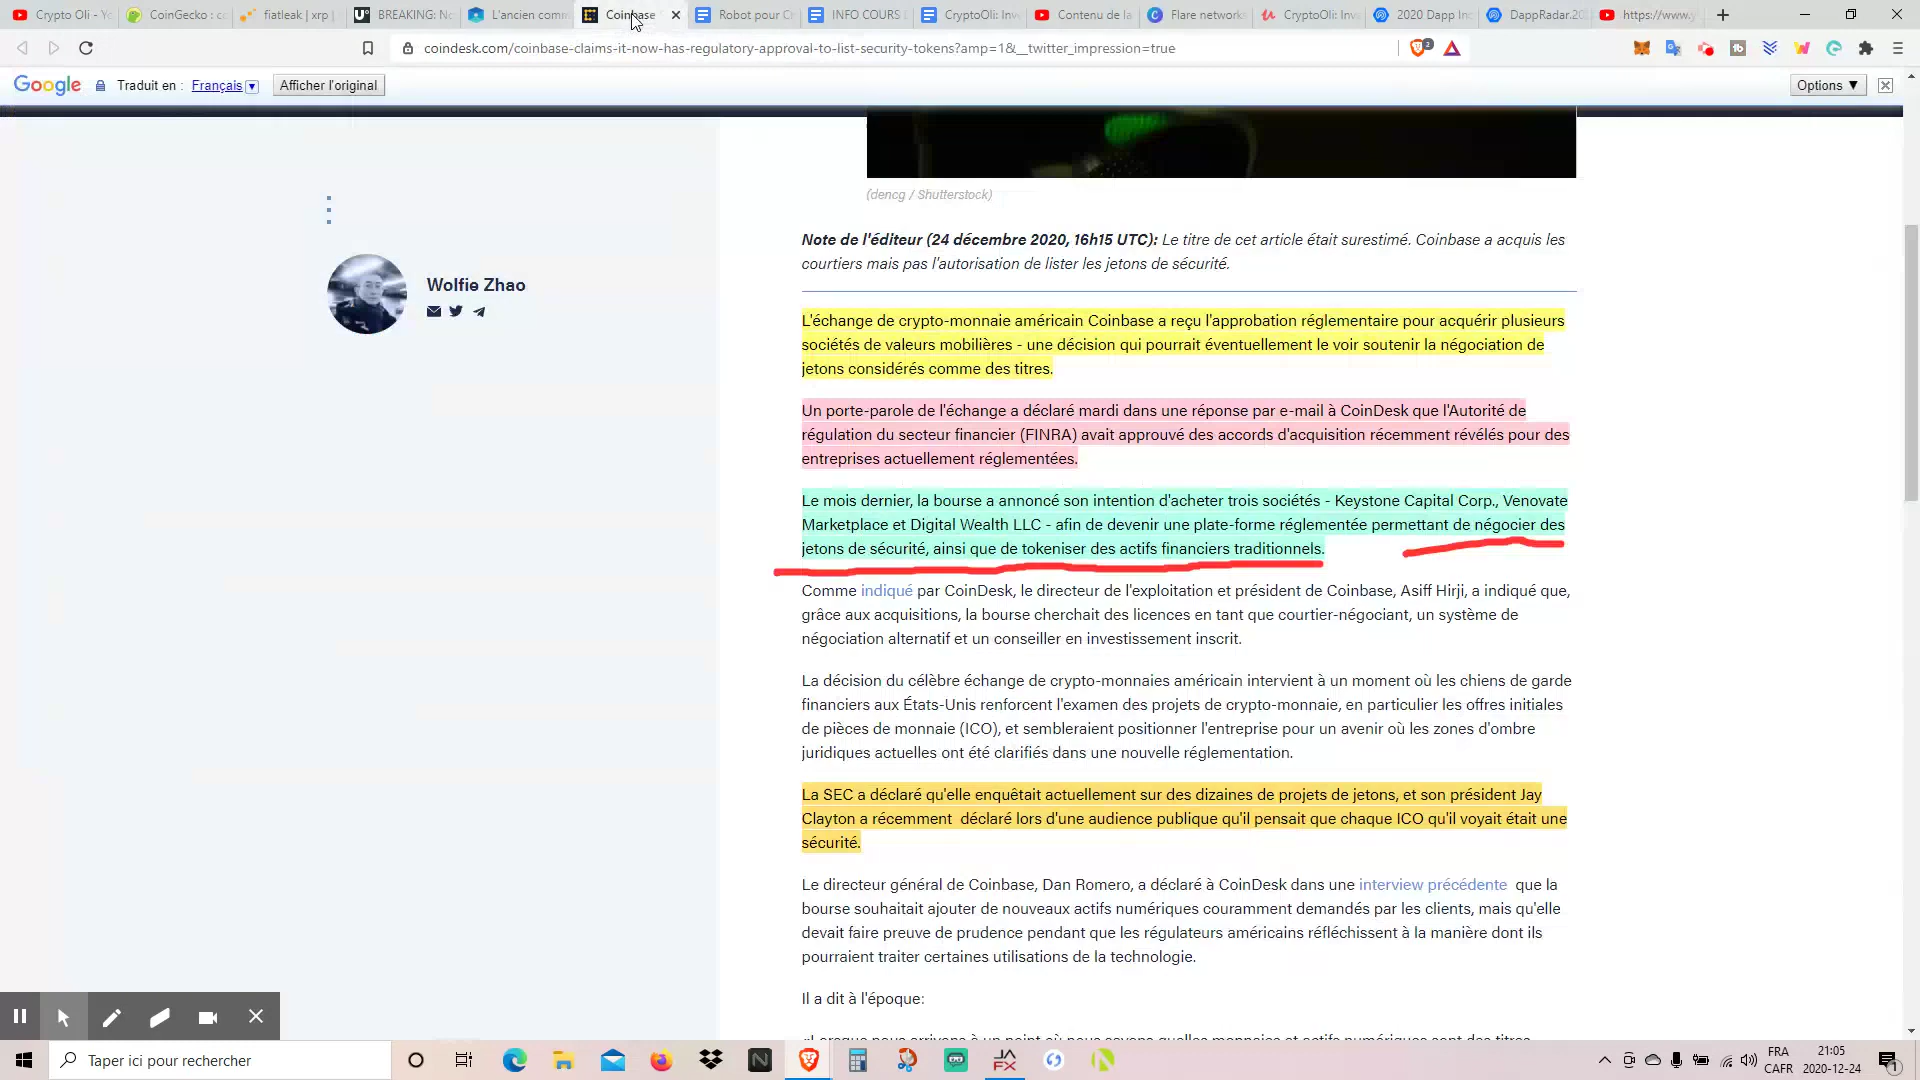 Crypto Oli - Yo
CoinGecko : c
fiatleak | xrp |
BREAKING: No
L'ancien comm
Coinbase
Robot pour C
INFO COURS
CryptoOli: Inv
Contenu de la
Flare networks
CryptoOli: Inv
2020 Dapp In
DappRadar.20
https://www.y
coindesk.com/coinbase-claims-it-now-has-regulatory-approval-to-list-security-tokens?amp=1&__twitter_impression=true
2
Google Traduit en : Français Afficher l'original
Options ▼
(dencg / Shutterstock)
Wolfie Zhao
Note de l'éditeur (24 décembre 2020, 16h15 UTC): Le titre de cet article était surestimé. Coinbase a acquis les
courtiers mais pas l'autorisation de lister les jetons de sécurité.
L'échange de crypto-monnaie américain Coinbase a reçu l'approbation réglementaire pour acquérir plusieurs
sociétés de valeurs mobilières - une décision qui pourrait éventuellement le voir soutenir la négociation de
jetons considérés comme des titres.
Un porte-parole de l'échange a déclaré mardi dans une réponse par e-mail à CoinDesk que l'Autorité de
régulation du secteur financier (FINRA) avait approuvé des accords d'acquisition récemment révélés pour des
entreprises actuellement réglementées.
Le mois dernier, la bourse a annoncé son intention d'acheter trois sociétés - Keystone Capital Corp., Venovate
Marketplace et Digital Wealth LLC - afin de devenir une plate-forme réglementée permettant de négocier des
jetons de sécurité, ainsi que de tokeniser des actifs financiers traditionnels.
Comme indiqué par CoinDesk, le directeur de l'exploitation et président de Coinbase, Asiff Hirji, a indiqué que,
grâce aux acquisitions, la bourse cherchait des licences en tant que courtier-négociant, un système de
négociation alternatif et un conseiller en investissement inscrit.
La décision du célèbre échange de crypto-monnaies américain intervient à un moment où les chiens de garde
financiers aux États-Unis renforcent l'examen des projets de crypto-monnaie, en particulier les offres initiales
de pièces de monnaie (ICO), et sembleraient positionner l'entreprise pour un avenir où les zones d'ombre
juridiques actuelles ont été clarifiés dans une nouvelle réglementation.
La SEC a déclaré qu'elle enquêtait actuellement sur des dizaines de projets de jetons, et son président Jay
Clayton a récemment déclaré lors d'une audience publique qu'il pensait que chaque ICO qu'il voyait était une
sécurité.
Le directeur général de Coinbase, Dan Romero, a déclaré à CoinDesk dans une interview précédente que la
bourse souhaitait ajouter de nouveaux actifs numériques couramment demandés par les clients, mais qu'elle
devait faire preuve de prudence pendant que les régulateurs américains réfléchissent à la manière dont ils
pourraient traiter certaines utilisations de la technologie.
Il a dit à l'époque:
Taper ici pour rechercher
FRA
CAFR
21:05
2020-12-24
1